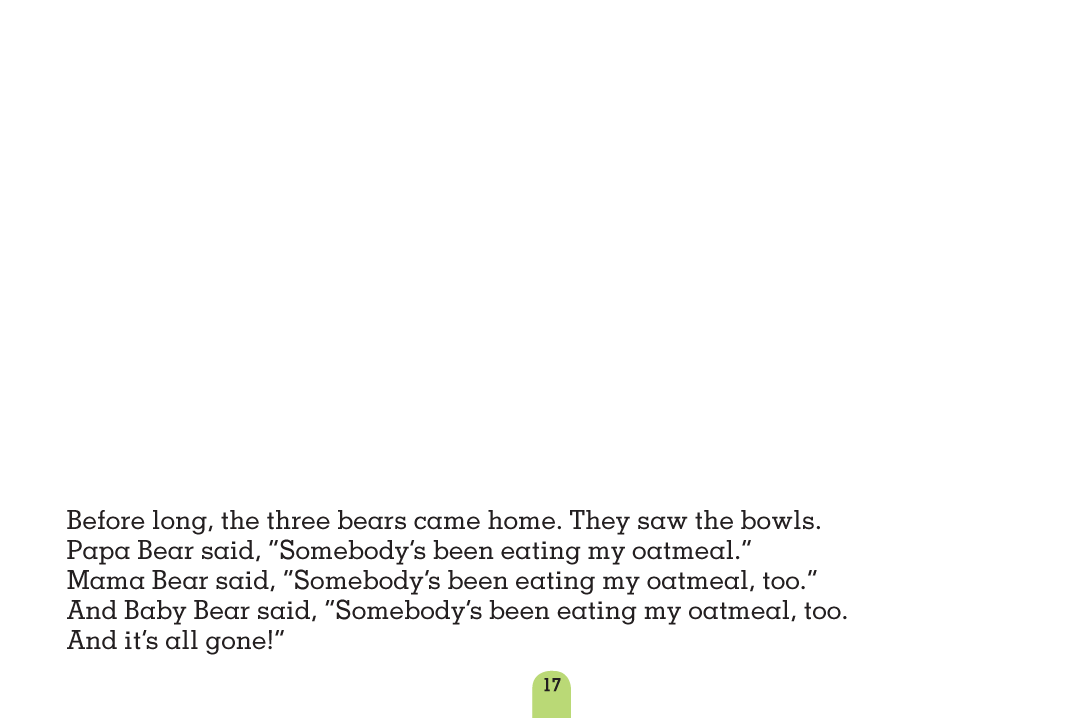 Before long, the three bears came home. They saw the bowls.
Papa Bear said, ”Somebody’s been eating my oatmeal.”
Mama Bear said, ”Somebody’s been eating my oatmeal, too.”
And Baby Bear said, ”Somebody’s been eating my oatmeal, too.
And it’s all gone!”
17